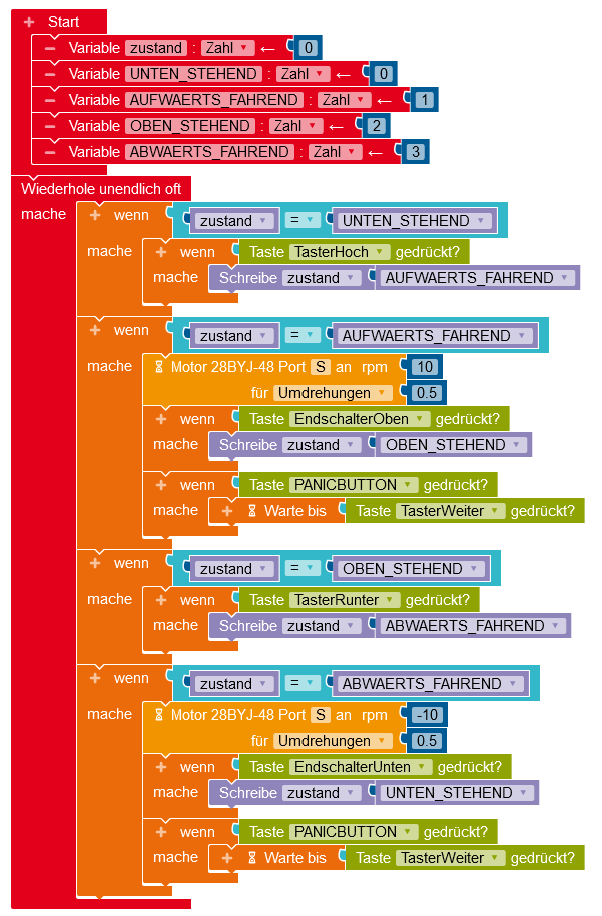 + Start
– Variable zustand : Zahl ▾ ← 0
– Variable UNTEN_STEHEND : Zahl ▾ ← 0
– Variable AUFWAERTS_FAHREND : Zahl ▾ ← 1
– Variable OBEN_STEHEND : Zahl ▾ ← 2
– Variable ABWAERTS_FAHREND : Zahl ▾ ← 3
Wiederhole unendlich oft
mache + wenn zustand ▾ = ▾ UNTEN_STEHEND ▾
mache + wenn Taste TasterHoch ▾ gedrückt?
mache Schreibe zustand ▾ AUFWAERTS_FAHREND ▾
+ wenn zustand ▾ = ▾ AUFWAERTS_FAHREND ▾
mache Motor 28BYJ-48 Port S an rpm 10
für Umdrehungen ▾ 0.5
+ wenn Taste EndschalterOben ▾ gedrückt?
mache Schreibe zustand ▾ OBEN_STEHEND ▾
+ wenn Taste PANICBUTTON ▾ gedrückt?
mache + Warte bis Taste TasterWeiter ▾ gedrückt?
+ wenn zustand ▾ = ▾ OBEN_STEHEND ▾
mache + wenn Taste TasterRunter ▾ gedrückt?
mache Schreibe zustand ▾ ABWAERTS_FAHREND ▾
+ wenn zustand ▾ = ▾ ABWAERTS_FAHREND ▾
mache Motor 28BYJ-48 Port S an rpm -10
für Umdrehungen ▾ 0.5
+ wenn Taste EndschalterUnten ▾ gedrückt?
mache Schreibe zustand ▾ UNTEN_STEHEND ▾
+ wenn Taste PANICBUTTON ▾ gedrückt?
mache + Warte bis Taste TasterWeiter ▾ gedrückt?